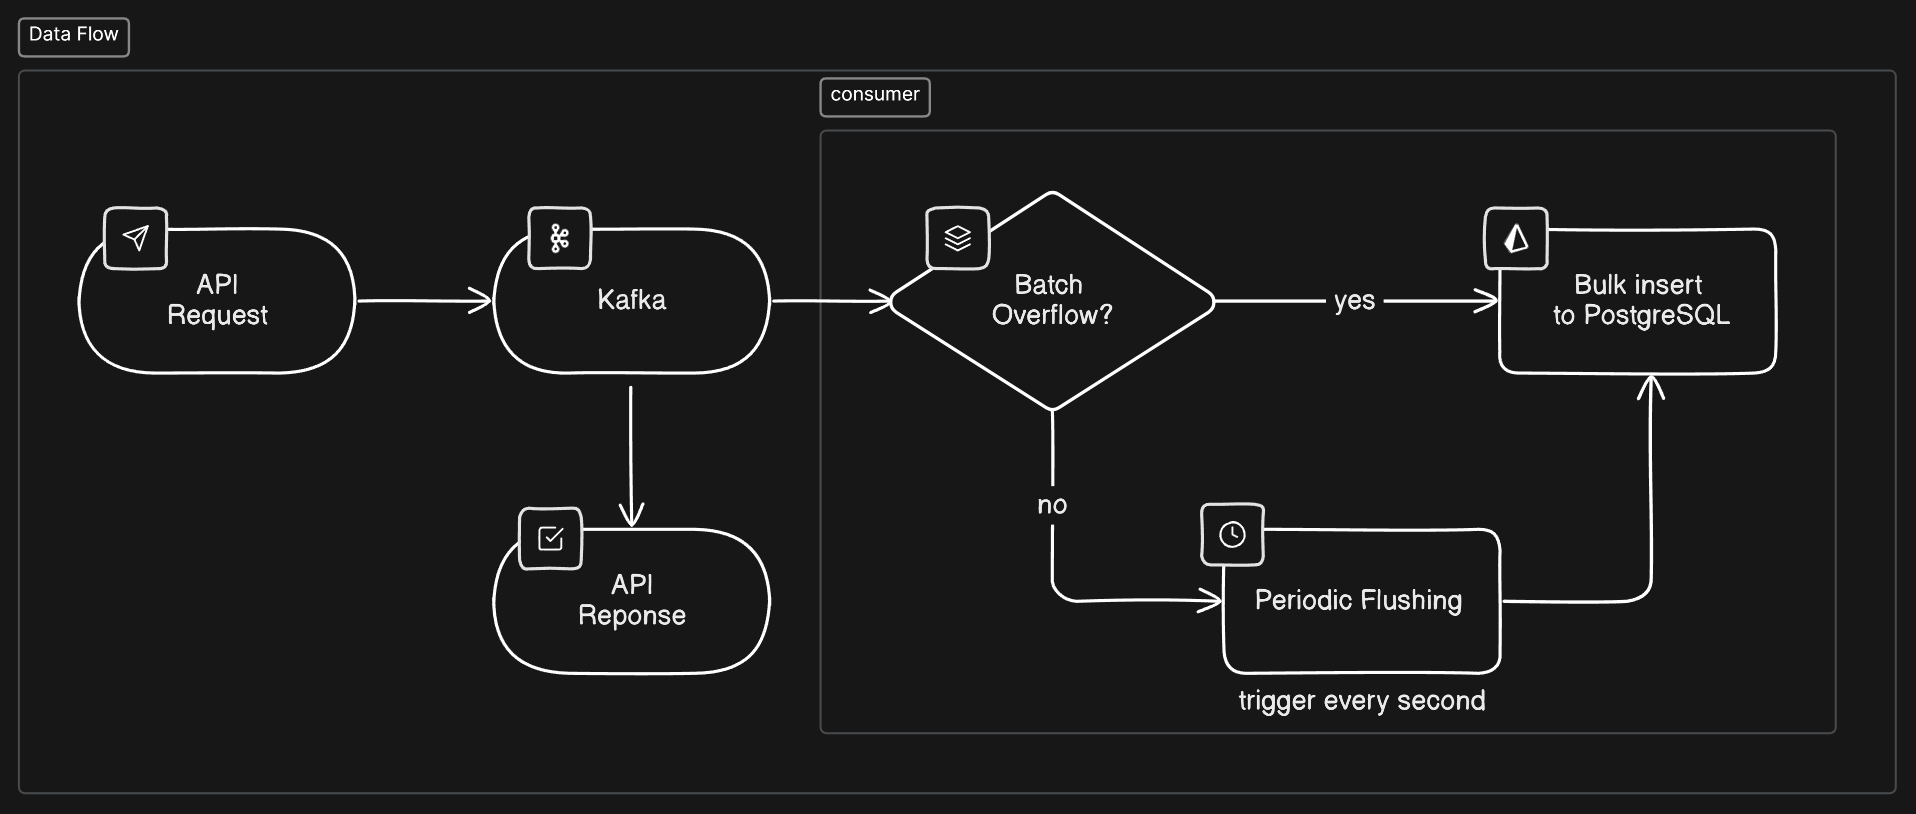 Data Flow
consumer
API
Request
Kafka
Batch
Overflow?
yes
Bulk insert
to PostgreSQL
no
API
Reponse
Periodic Flushing
trigger every second